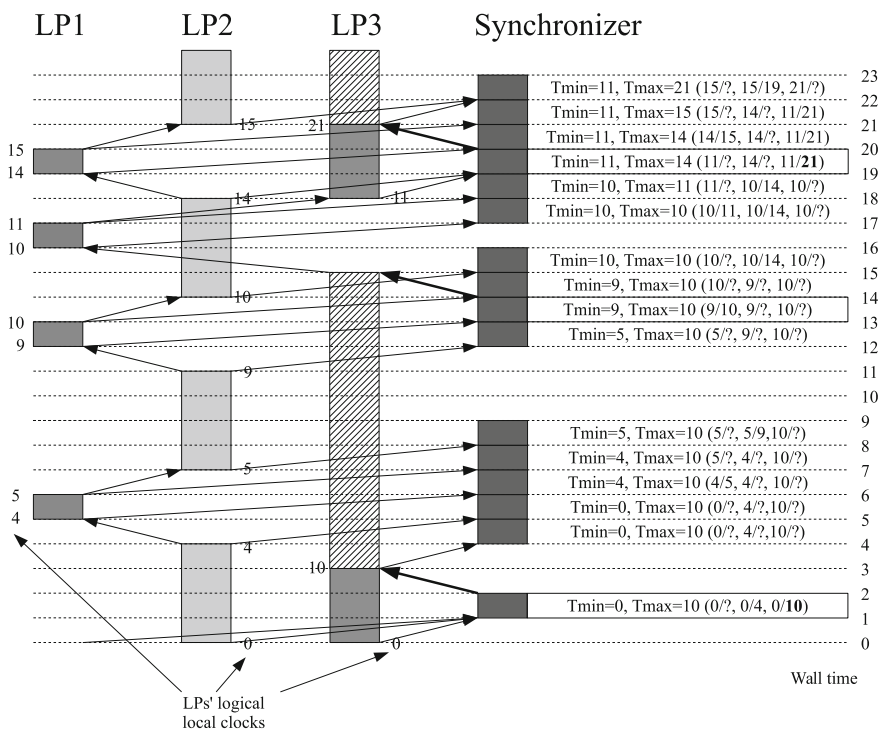 LP1 LP2 LP3 Synchronizer
23
Tmin=11, Tmax=21 (15/?, 15/19, 21/?)
22
Tmin=11, Tmax=15 (15/?, 14/?, 11/21)
15 21 21
Tmin=11, Tmax=14 (14/15, 14/?, 11/21)
15 20
Tmin=11, Tmax=14 (11/?, 14/?, 11/21)
14 19
Tmin=10, Tmax=11 (11/?, 10/14, 10/?)
14 11 18
Tmin=10, Tmax=10 (10/11, 10/14, 10/?)
11 17
10 16
Tmin=10, Tmax=10 (10/?, 10/14, 10/?)
15
Tmin=9, Tmax=10 (10/?, 9/?, 10/?)
10 14
Tmin=9, Tmax=10 (9/10, 9/?, 10/?)
10 13
Tmin=5, Tmax=10 (5/?, 9/?, 10/?)
9 12
9 11
10
9
Tmin=5, Tmax=10 (5/?, 5/9,10/?)
8
Tmin=4, Tmax=10 (5/?, 4/?, 10/?)
5 7
Tmin=4, Tmax=10 (4/5, 4/?, 10/?)
5 6
Tmin=0, Tmax=10 (0/?, 4/?,10/?)
4 5
Tmin=0, Tmax=10 (0/?, 4/?,10/?)
4 4
10 3
2
Tmin=0, Tmax=10 (0/?, 0/4, 0/10)
1
0 0 0
Wall time
LPs' logical
local clocks